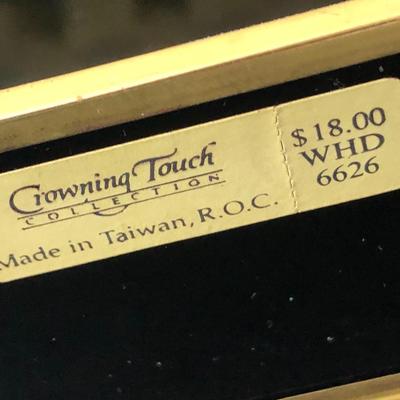 Crowning Touch
COLLECTION
Made in Taiwan, R.O.C.
$18.00
WHD
6626